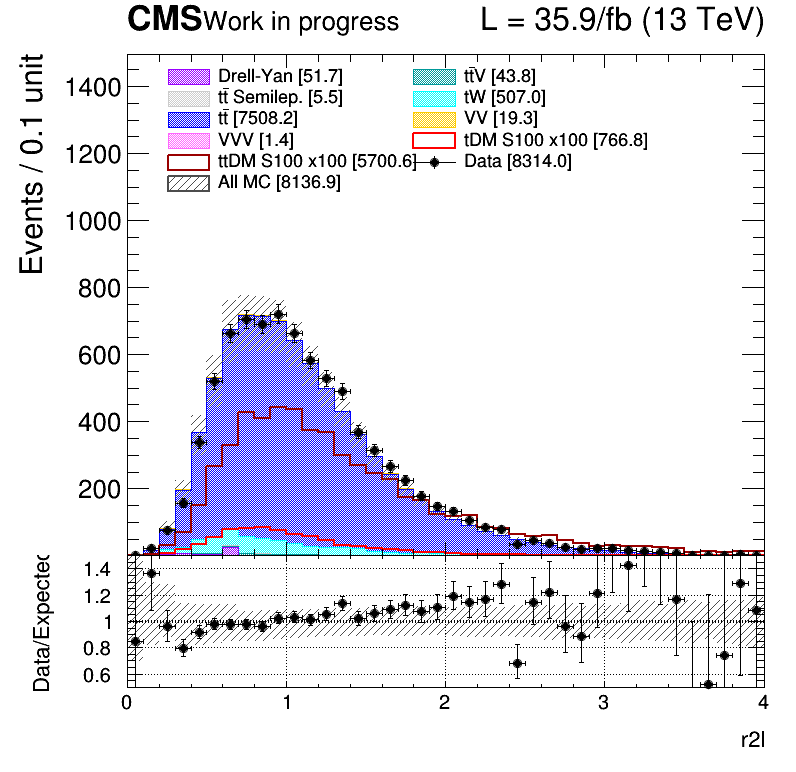 CMS Work in progress L = 35.9/fb (13 TeV)
Events / 0.1 unit
1400
1200
1000
800
600
400
200
Drell-Yan [51.7]
tt̄V [43.8]
tt̄ Semilep. [5.5]
tW [507.0]
tt̄ [7508.2]
VV [19.3]
VVV [1.4]
tDM S100 x100 [766.8]
ttDM S100 x100 [5700.6]
Data [8314.0]
All MC [8136.9]
Data/Expected
1.4
1.2
1
0.8
0.6
0 1 2 3 4
r2l